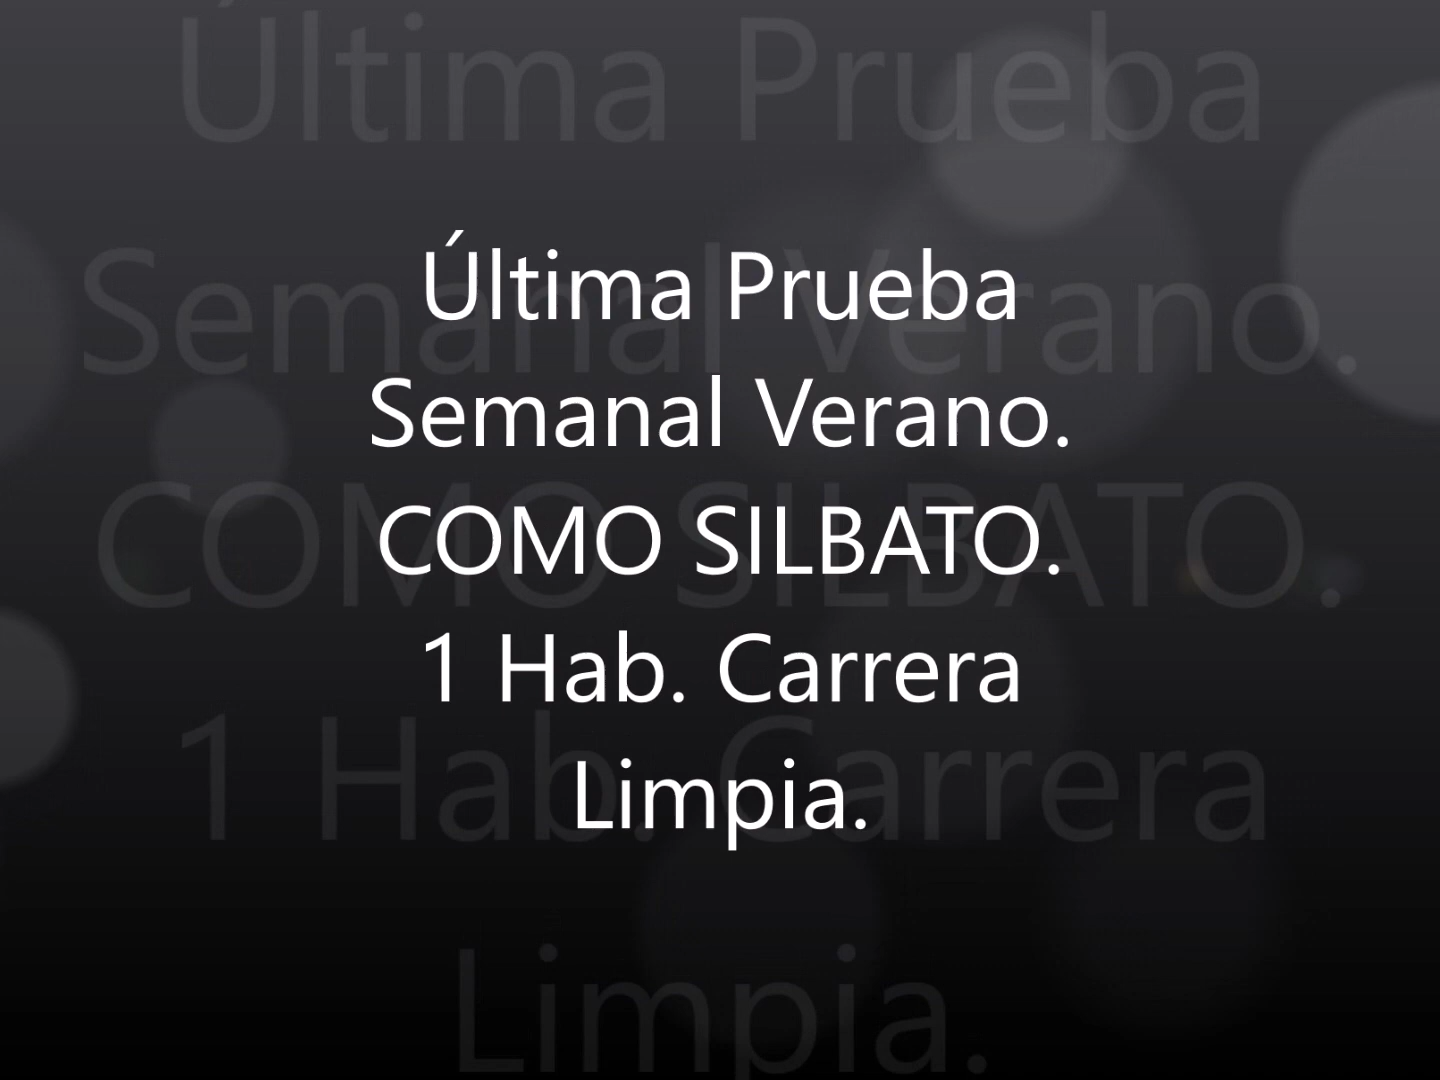 Última Prueba
Semanal Verano.
COMO SILBATO.
1 Hab. Carrera
Limpia.